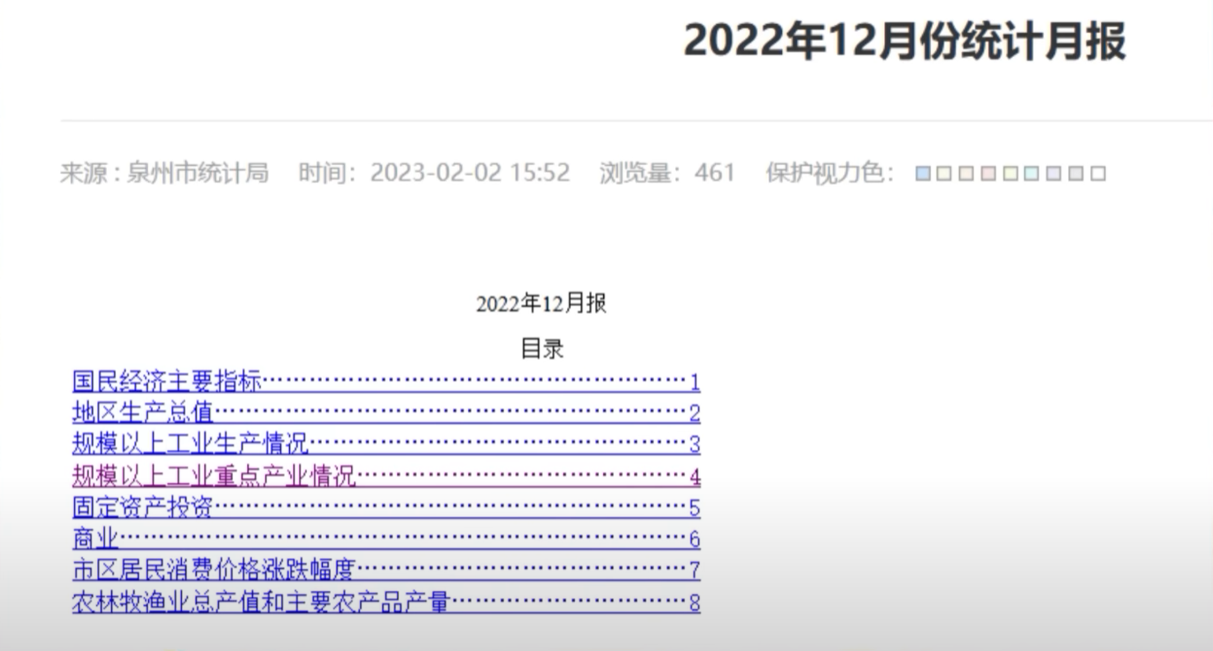 2022年12月份统计月报
来源：泉州市统计局 时间：2023-02-02 15:52 浏览量：461 保护视力色：
2022年12月报
目录
国民经济主要指标…………………………………………………1
地区生产总值………………………………………………………2
规模以上工业生产情况……………………………………………3
规模以上工业重点产业情况………………………………………4
固定资产投资………………………………………………………5
商业…………………………………………………………………6
市区居民消费价格涨跌幅度………………………………………7
农林牧渔业总产值和主要农产品产量……………………………8